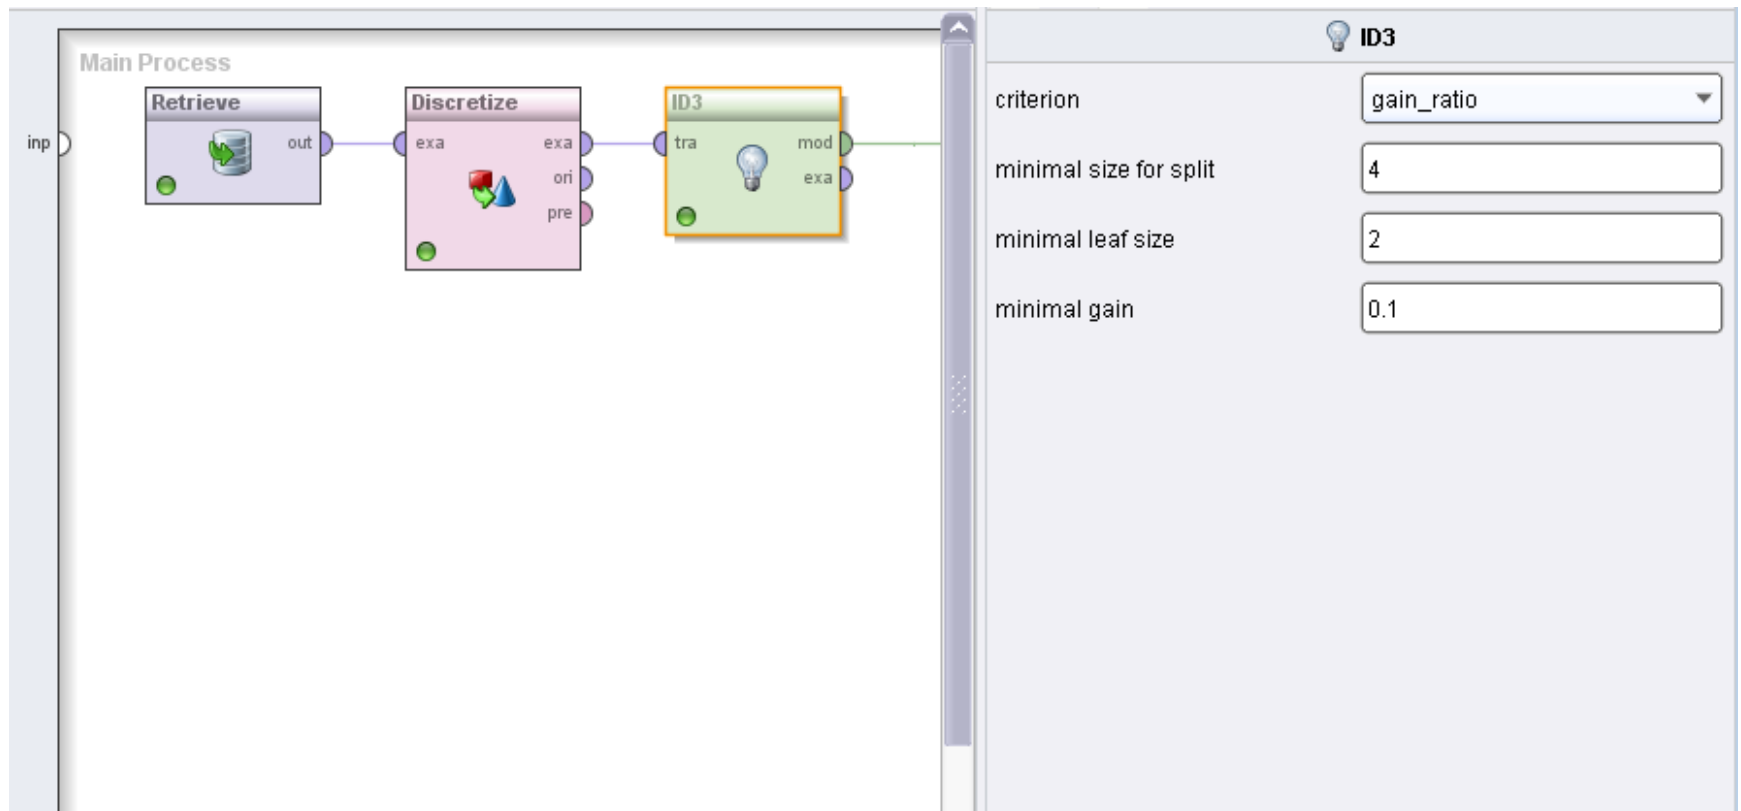 Main Process
Retrieve
inp
out
Discretize
exa
exa
ori
pre
ID3
tra
mod
exa
ID3
criterion
gain_ratio
minimal size for split
4
minimal leaf size
2
minimal gain
0.1